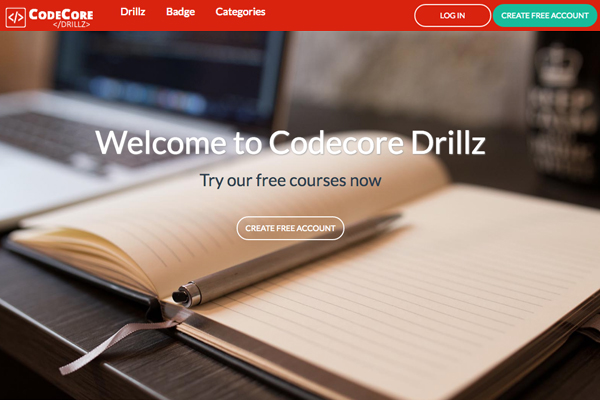 </> CODECORE
</DRILLZ>
Drillz Badge Categories
LOG IN
CREATE FREE ACCOUNT
Welcome to Codecore Drillz
Try our free courses now
CREATE FREE ACCOUNT
KEEP